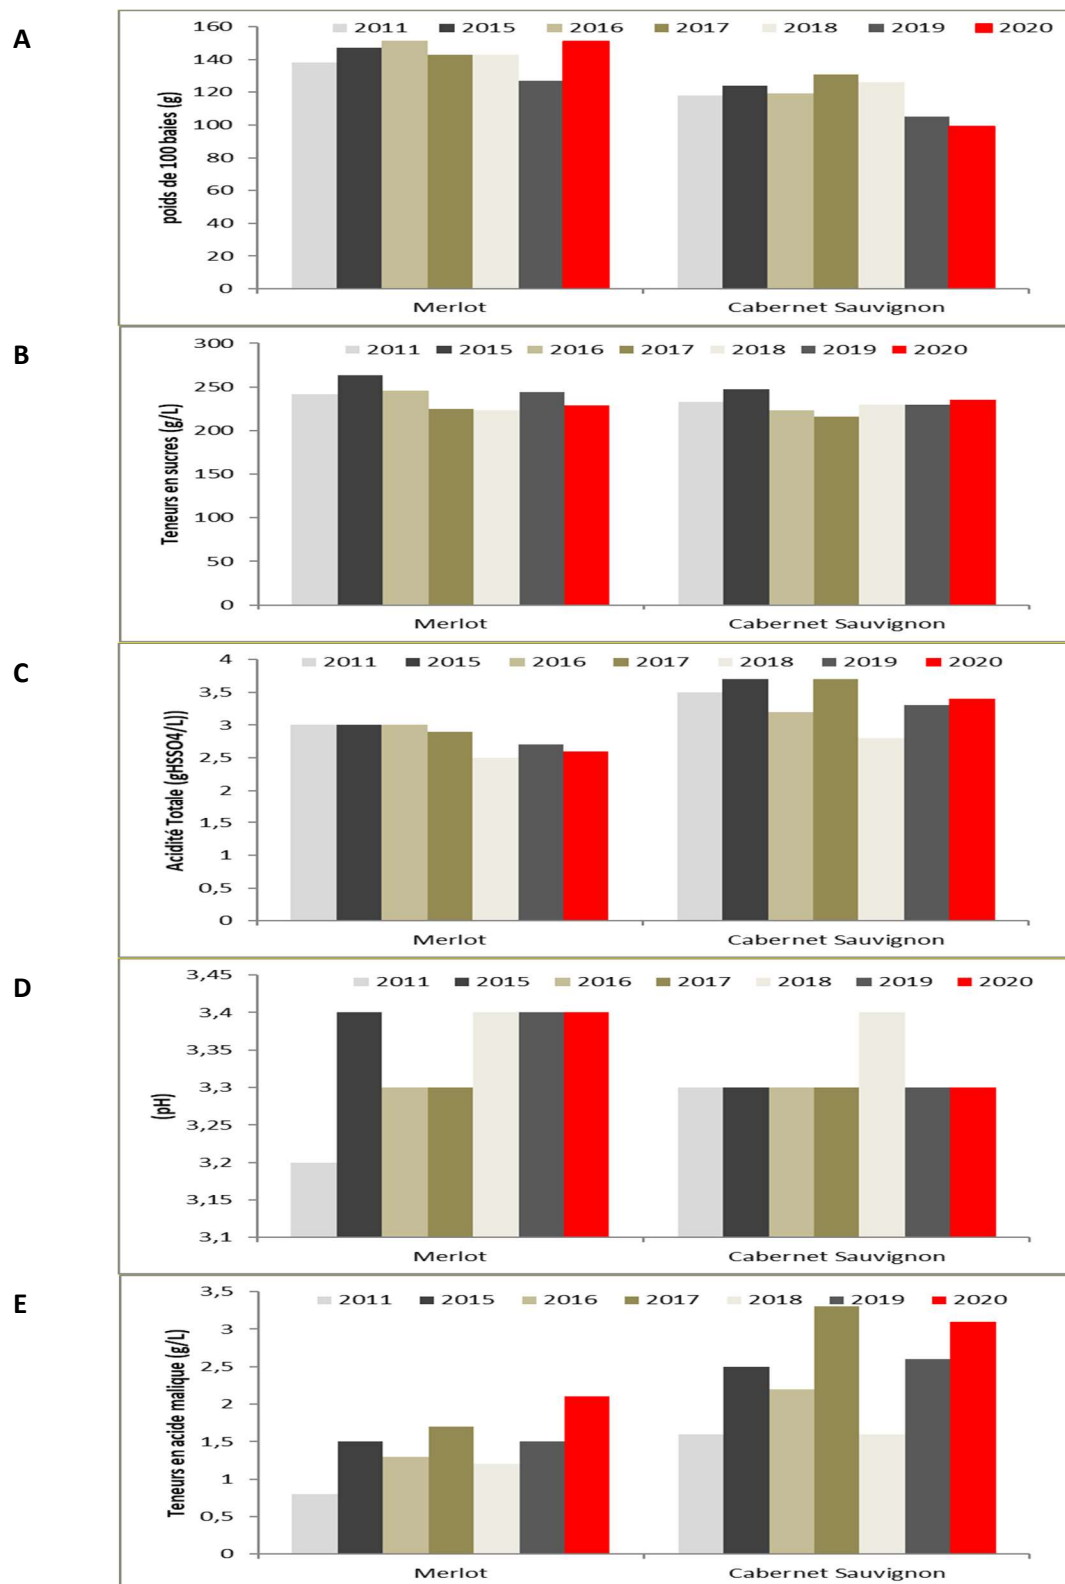 A
2011 2015 2016 2017 2018 2019 2020
160
140
120
100
80
60
40
20
0
poids de 100 baies (g)
Merlot Cabernet Sauvignon
B
2011 2015 2016 2017 2018 2019 2020
300
250
200
150
100
50
0
Teneurs en sucres (g/L)
Merlot Cabernet Sauvignon
C
2011 2015 2016 2017 2018 2019 2020
4
3,5
3
2,5
2
1,5
1
0,5
0
Acidité Totale (gHSSO4/L))
Merlot Cabernet Sauvignon
D
2011 2015 2016 2017 2018 2019 2020
3,45
3,4
3,35
3,3
3,25
3,2
3,15
3,1
(pH)
Merlot Cabernet Sauvignon
E
2011 2015 2016 2017 2018 2019 2020
3,5
3
2,5
2
1,5
1
0,5
0
Teneurs en acide malique (g/L)
Merlot Cabernet Sauvignon